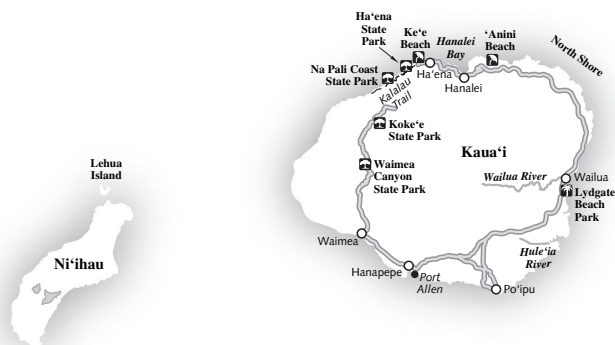 Ha‘ena
State
Park
Ke‘e
Beach
Hanalei
Bay
‘Anini
Beach
North Shore
Na Pali Coast
State Park
Kalalau
Trail
Ha‘ena
Hanalei
Koke‘e
State Park
Kaua‘i
Lehua
Island
Waimea
Canyon
State Park
Wailua River
Wailua
Lydgate
Beach
Park
Waimea
Hule‘ia
River
Ni‘ihau
Hanapepe
Port
Allen
Po‘ipu